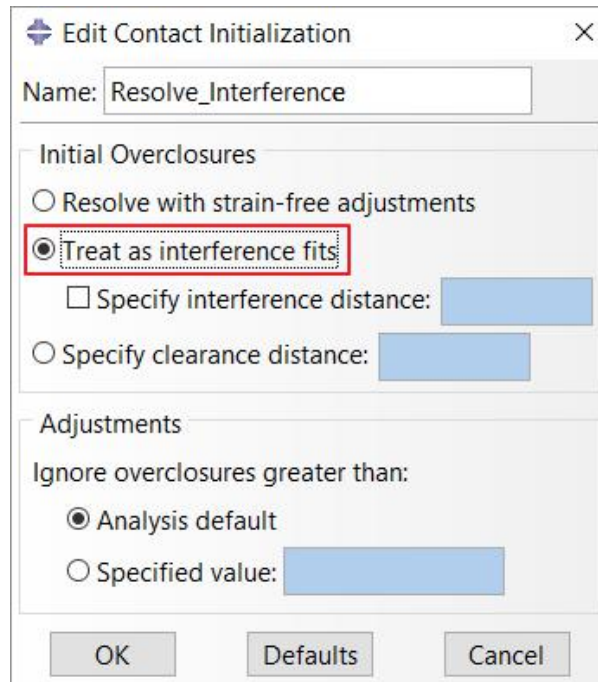 Edit Contact Initialization
Name: Resolve_Interference
Initial Overclosures
Resolve with strain-free adjustments
Treat as interference fits
Specify interference distance:
Specify clearance distance:
Adjustments
Ignore overclosures greater than:
Analysis default
Specified value:
OK Defaults Cancel